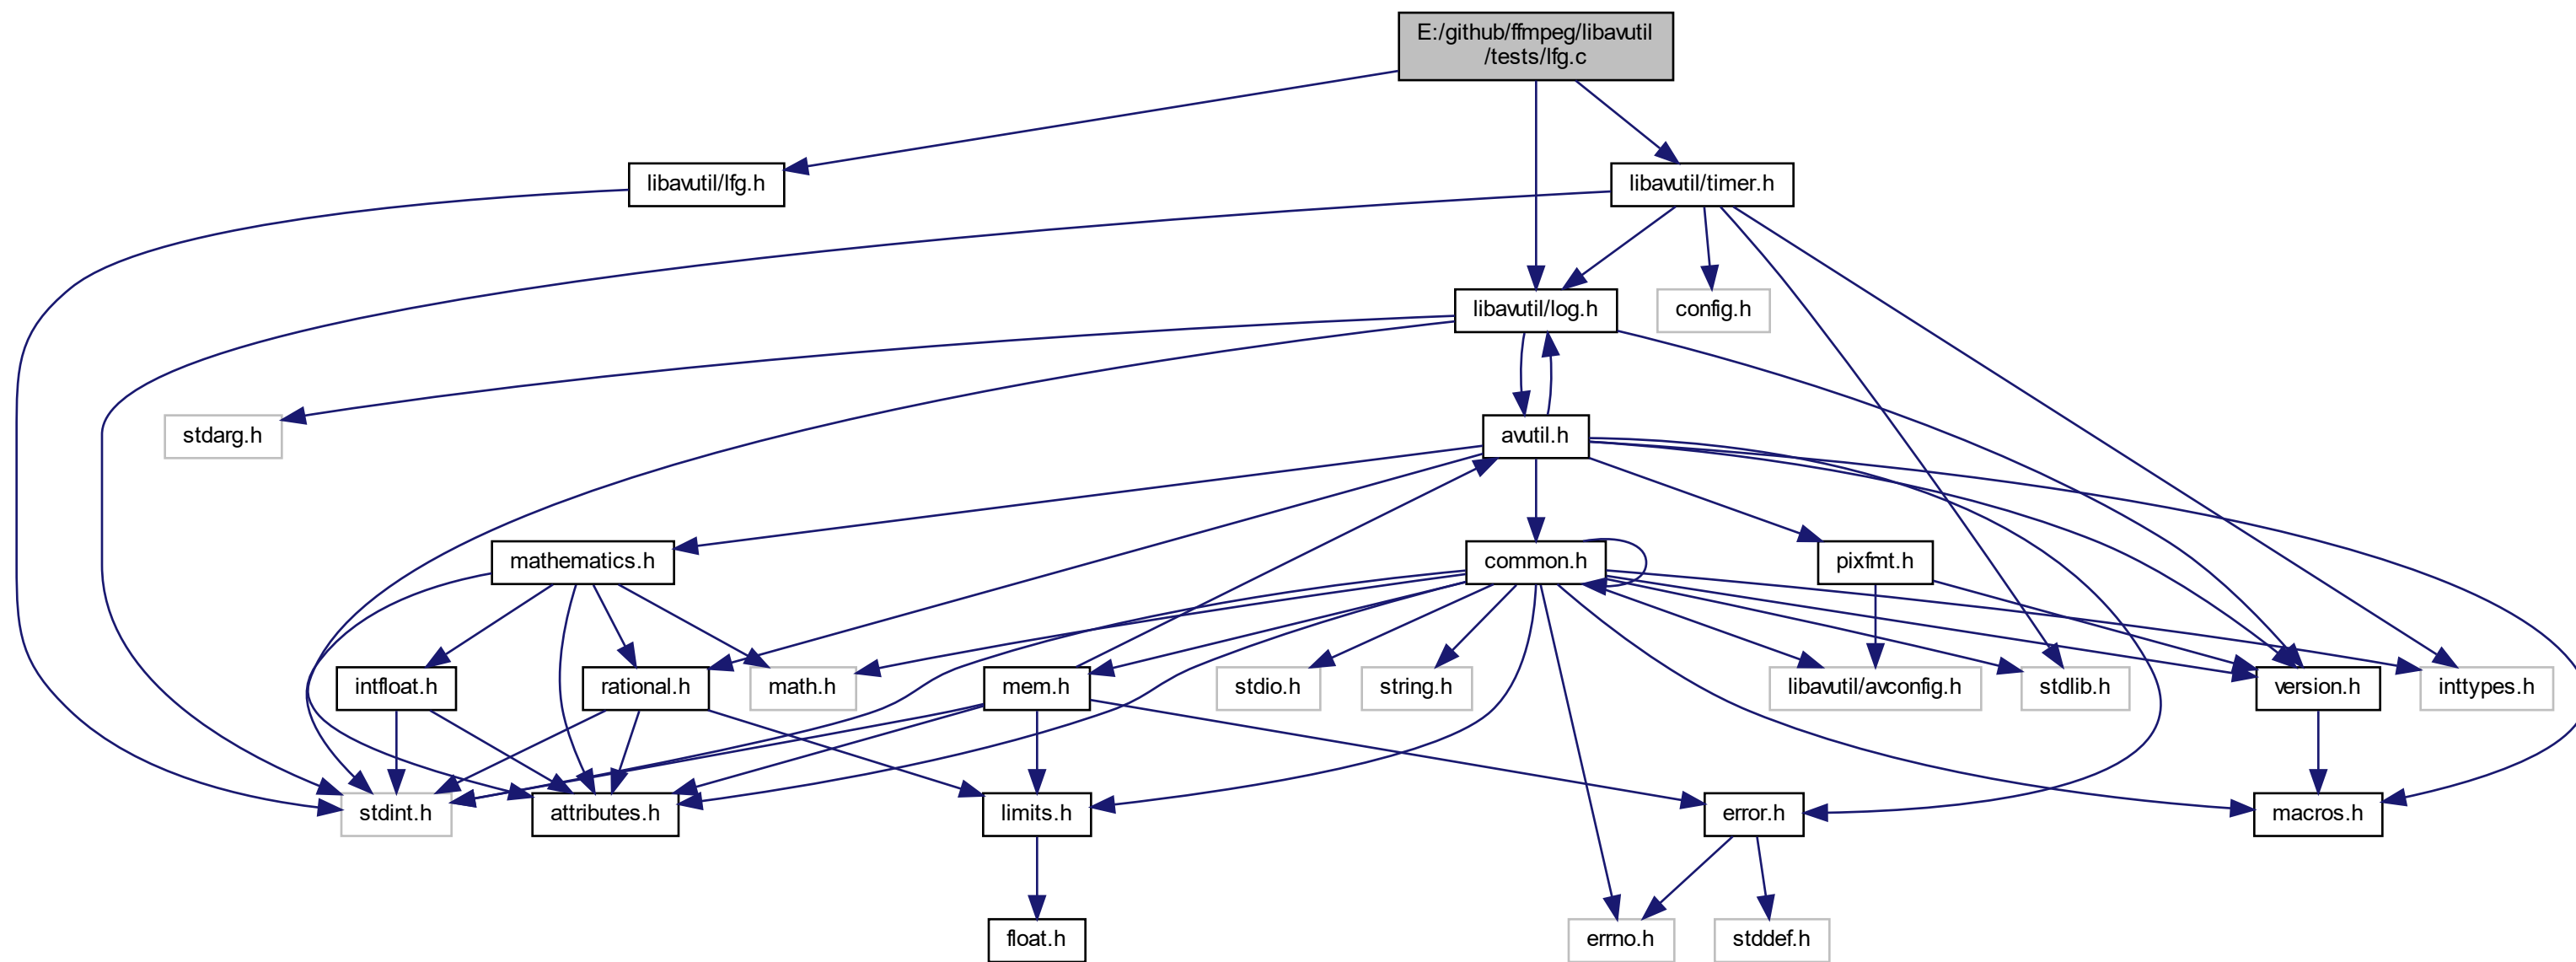 E:/github/ffmpeg/libavutil
/tests/lfg.c
libavutil/lfg.h
libavutil/timer.h
libavutil/log.h
config.h
stdarg.h
avutil.h
mathematics.h
common.h
pixfmt.h
intfloat.h
rational.h
math.h
mem.h
stdio.h
string.h
libavutil/avconfig.h
stdlib.h
version.h
inttypes.h
stdint.h
attributes.h
limits.h
error.h
macros.h
float.h
errno.h
stddef.h